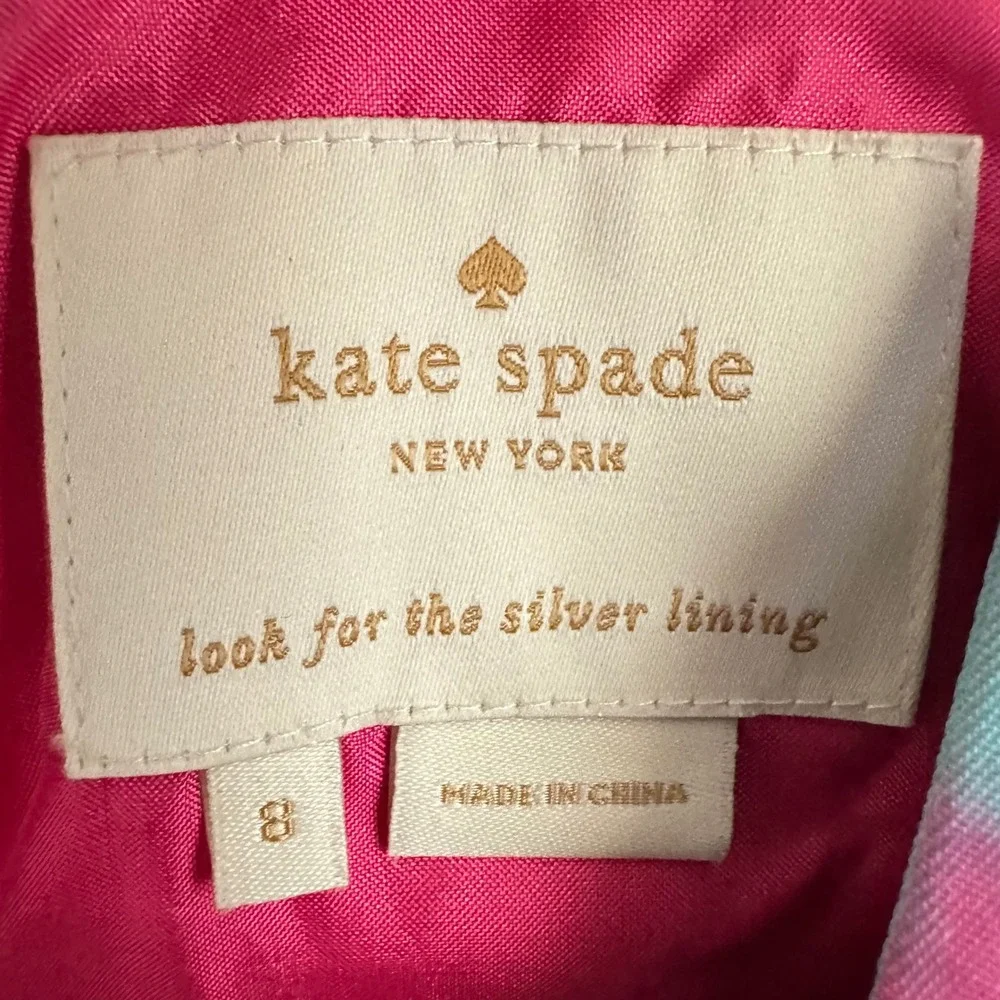 kate spade
NEW YORK
look for the silver lining
8
MADE IN CHINA